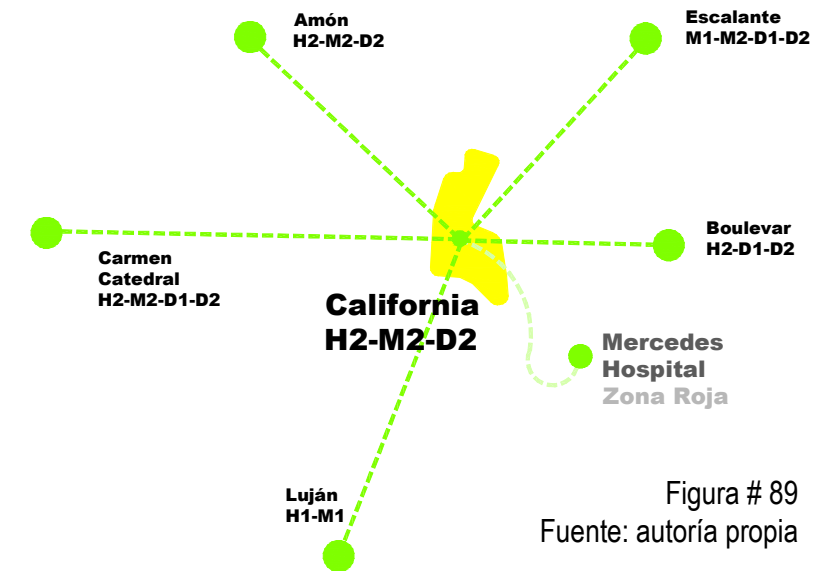 Amón
H2-M2-D2
Escalante
M1-M2-D1-D2
Carmen
Catedral
H2-M2-D1-D2
Boulevar
H2-D1-D2
California
H2-M2-D2
Mercedes
Hospital
Zona Roja
Luján
H1-M1
Figura # 89
Fuente: autoría propia